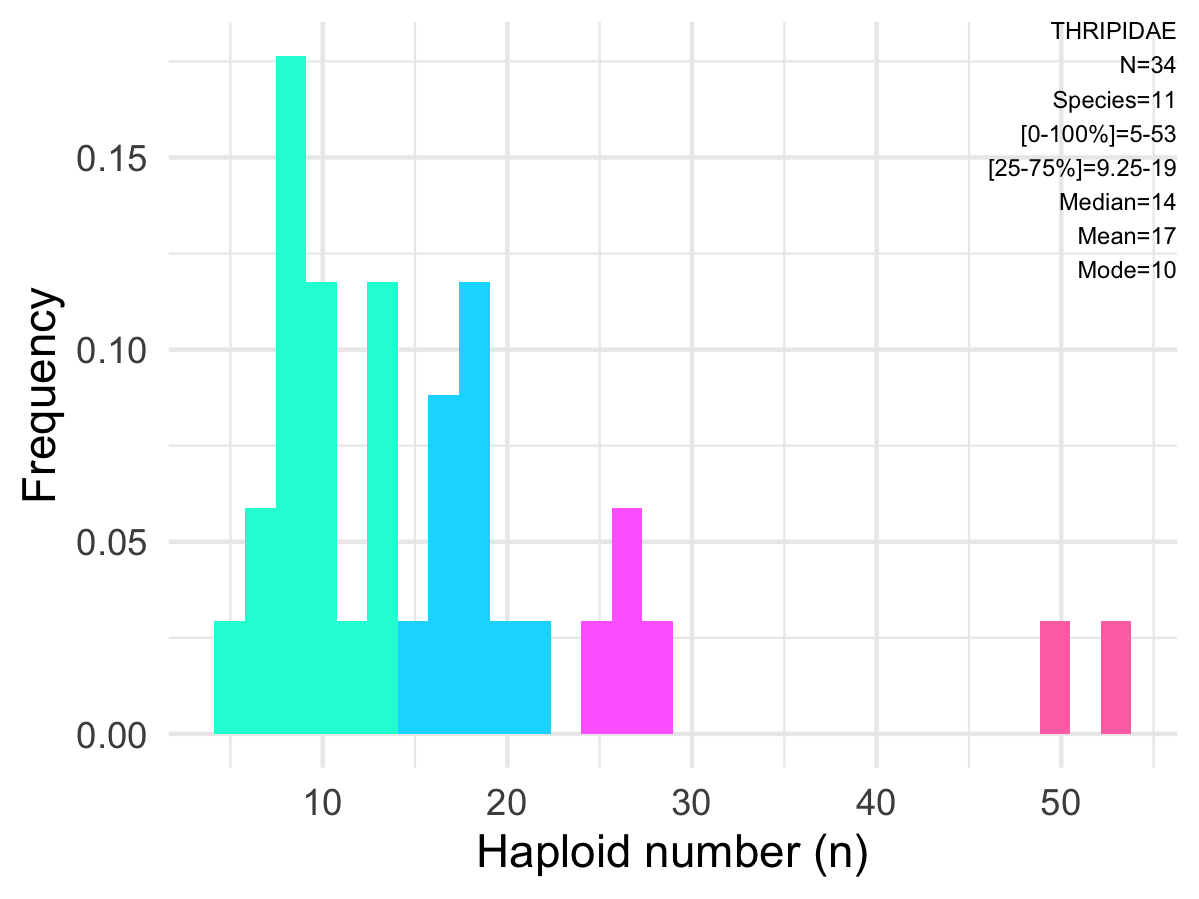 THRIPIDAE
N=34
Species=11
[0-100%]=5-53
[25-75%]=9.25-19
Median=14
Mean=17
Mode=10
Frequency
0.15
0.10
0.05
0.00
10 20 30 40 50
Haploid number (n)